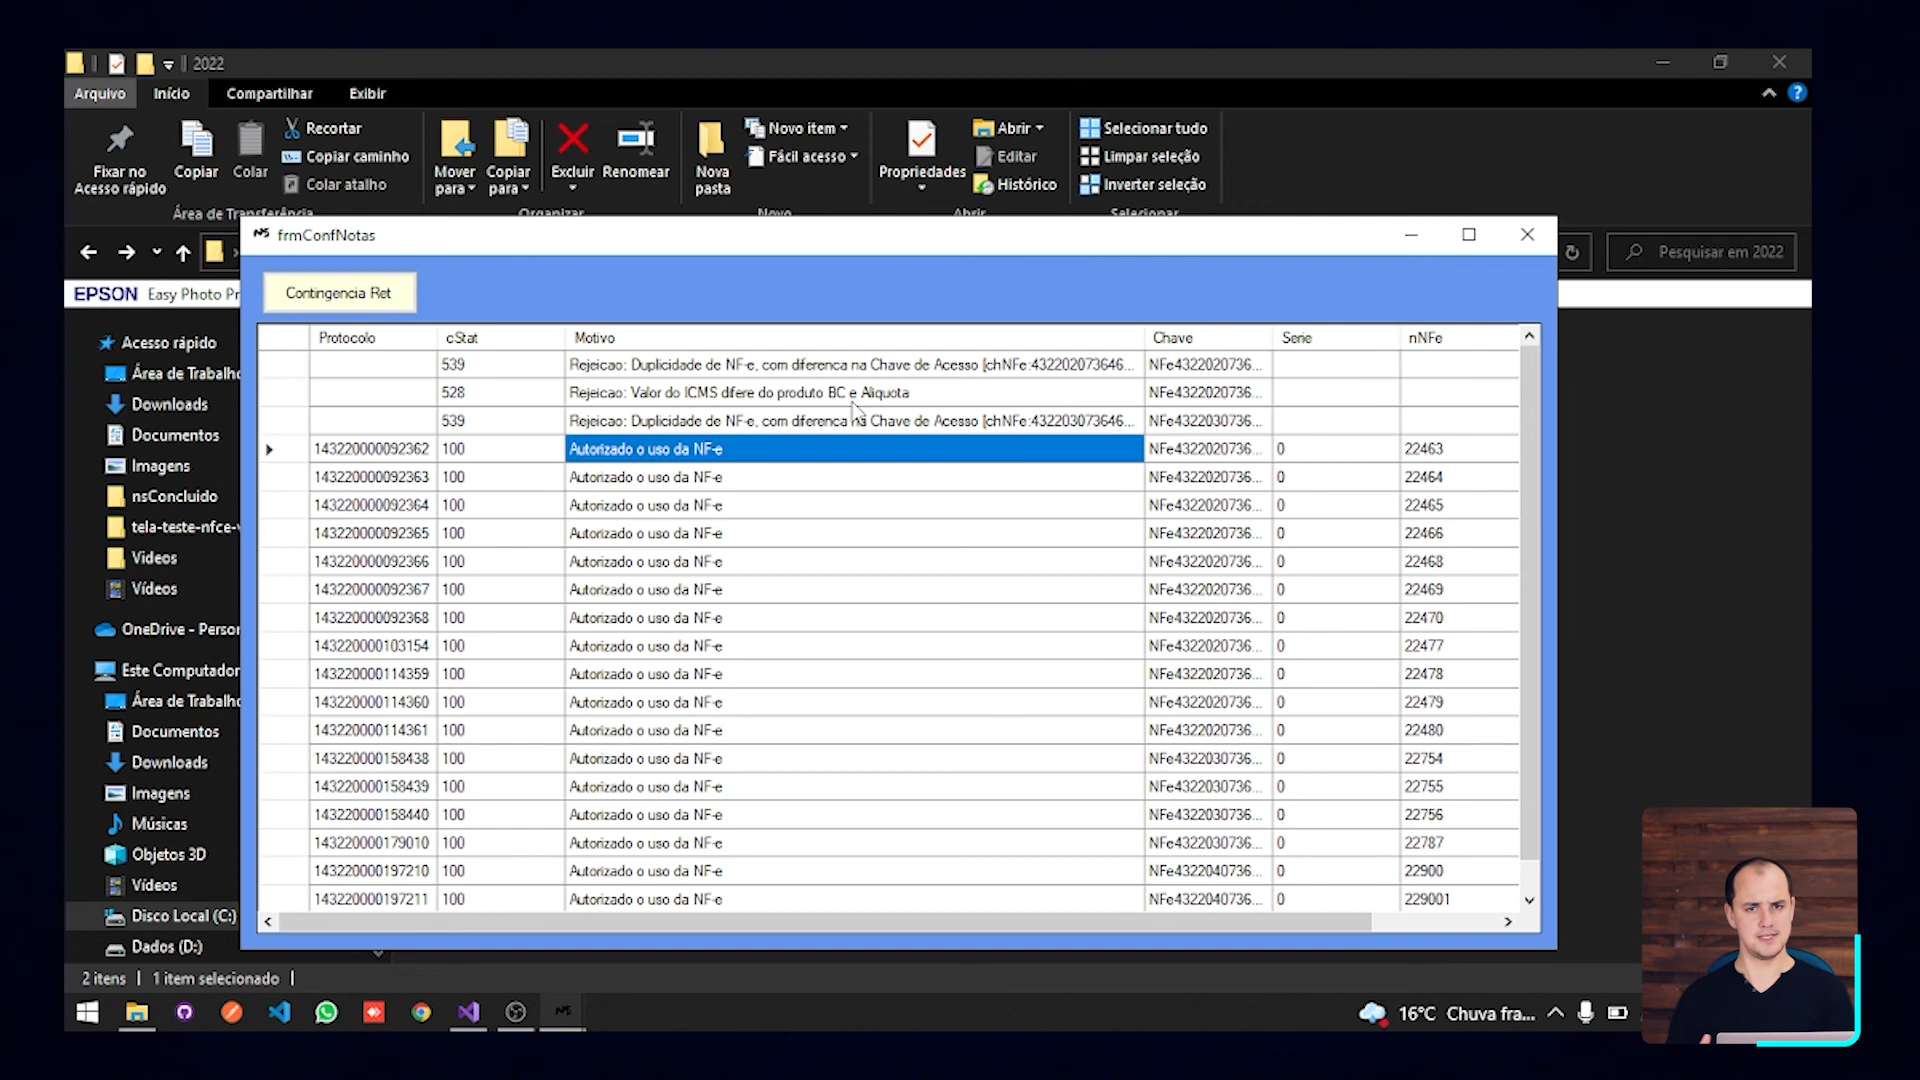 2022
Arquivo Início Compartilhar Exibir
Fixar no Acesso rápido
Copiar
Colar
Recortar
Copiar caminho
Colar atalho
Mover para
Copiar para
Excluir
Renomear
Nova pasta
Novo item
Fácil acesso
Propriedades
Abrir
Editar
Histórico
Selecionar tudo
Limpar seleção
Inverter seleção
Área de Transferência Organizar Novo Abrir Selecionar
Pesquisar em 2022
EPSON Easy Photo Pr
Acesso rápido
Área de Trabalho
Downloads
Documentos
Imagens
nsConcluido
tela-teste-nfce-v
Videos
Vídeos
OneDrive - Person
Este Computador
Área de Trabalho
Documentos
Downloads
Imagens
Músicas
Objetos 3D
Vídeos
Disco Local (C:)
Dados (D:)
2 itens 1 item selecionado
frmConfNotas
Contingencia Ret
Protocolo cStat Motivo Chave Serie nNFe
539 Rejeicao: Duplicidade de NF-e, com diferenca na Chave de Acesso [chNFe:432202073646... NFe4322020736...
528 Rejeicao: Valor do ICMS difere do produto BC e Aliquota NFe4322020736...
539 Rejeicao: Duplicidade de NF-e, com diferenca na Chave de Acesso [chNFe:432203073646... NFe4322030736...
143220000092362 100 Autorizado o uso da NF-e NFe4322020736... 0 22463
143220000092363 100 Autorizado o uso da NF-e NFe4322020736... 0 22464
143220000092364 100 Autorizado o uso da NF-e NFe4322020736... 0 22465
143220000092365 100 Autorizado o uso da NF-e NFe4322020736... 0 22466
143220000092366 100 Autorizado o uso da NF-e NFe4322020736... 0 22468
143220000092367 100 Autorizado o uso da NF-e NFe4322020736... 0 22469
143220000092368 100 Autorizado o uso da NF-e NFe4322020736... 0 22470
143220000103154 100 Autorizado o uso da NF-e NFe4322020736... 0 22477
143220000114359 100 Autorizado o uso da NF-e NFe4322020736... 0 22478
143220000114360 100 Autorizado o uso da NF-e NFe4322020736... 0 22479
143220000114361 100 Autorizado o uso da NF-e NFe4322020736... 0 22480
143220000158438 100 Autorizado o uso da NF-e NFe4322030736... 0 22754
143220000158439 100 Autorizado o uso da NF-e NFe4322030736... 0 22755
143220000158440 100 Autorizado o uso da NF-e NFe4322030736... 0 22756
143220000179010 100 Autorizado o uso da NF-e NFe4322030736... 0 22787
143220000197210 100 Autorizado o uso da NF-e NFe4322040736... 0 22900
143220000197211 100 Autorizado o uso da NF-e NFe4322040736... 0 229001
16°C Chuva fra...